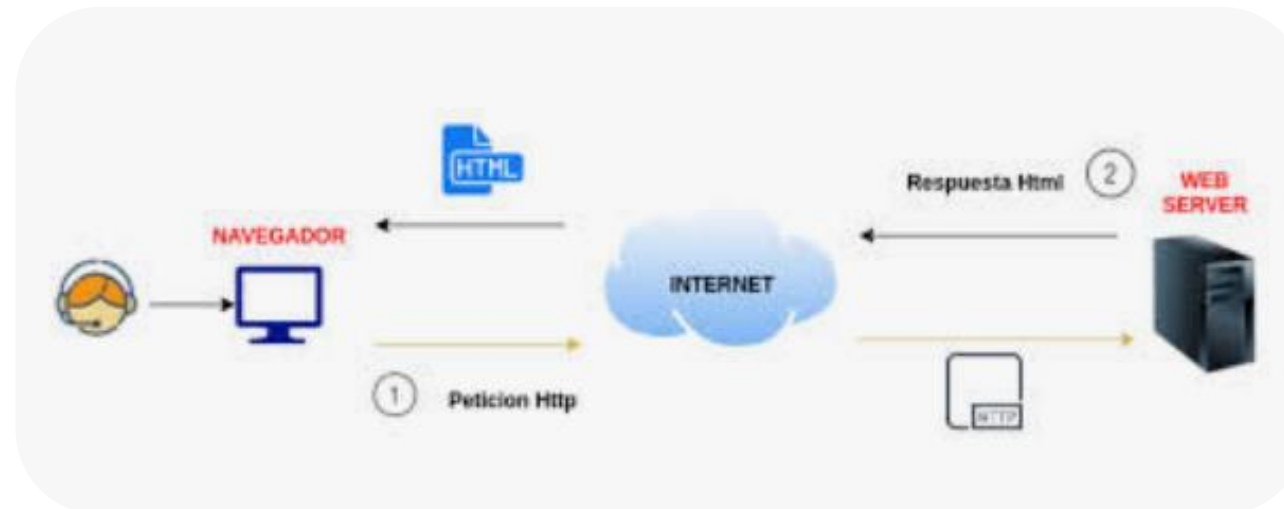 HTML
Respuesta Html
2
WEB
SERVER
NAVEGADOR
INTERNET
1
Peticion Http
HTTP